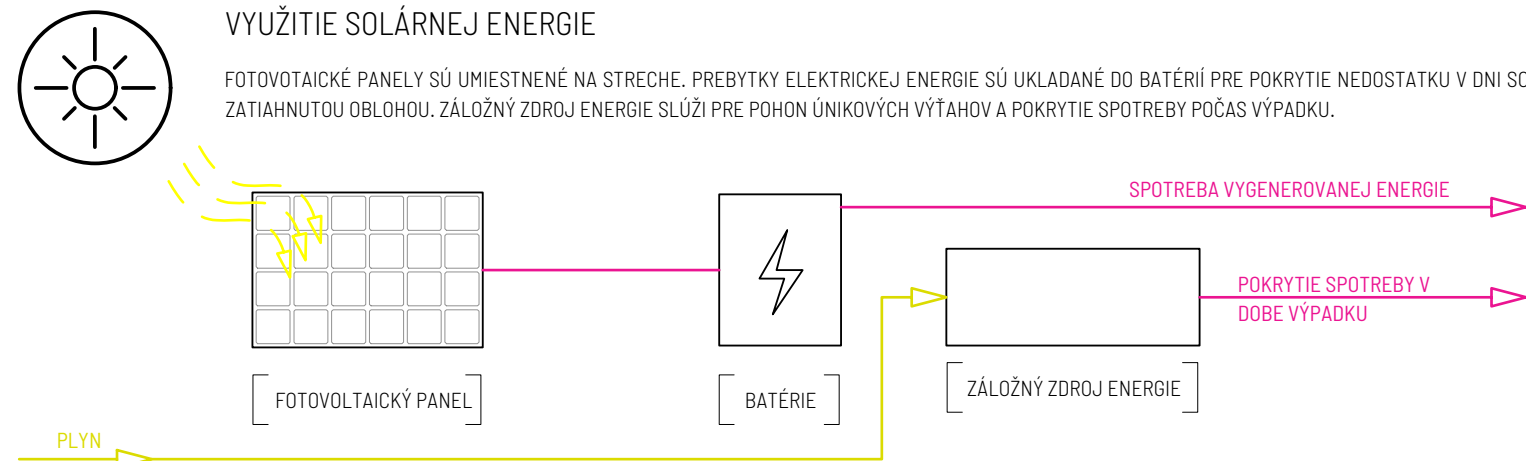 VYUŽITIE SOLÁRNEJ ENERGIE
FOTOVOTAICKÉ PANELY SÚ UMIESTNENÉ NA STRECHE. PREBYTKY ELEKTRICKEJ ENERGIE SÚ UKLADANÉ DO BATÉRIÍ PRE POKRYTIE NEDOSTATKU V DNI SO
ZATIAHNUTOU OBLOHOU. ZÁLOŽNÝ ZDROJ ENERGIE SLÚŽI PRE POHON ÚNIKOVÝCH VÝŤAHOV A POKRYTIE SPOTREBY POČAS VÝPADKU.
SPOTREBA VYGENEROVANEJ ENERGIE
POKRYTIE SPOTREBY V
DOBE VÝPADKU
FOTOVOLTAICKÝ PANEL
BATÉRIE
ZÁLOŽNÝ ZDROJ ENERGIE
PLYN